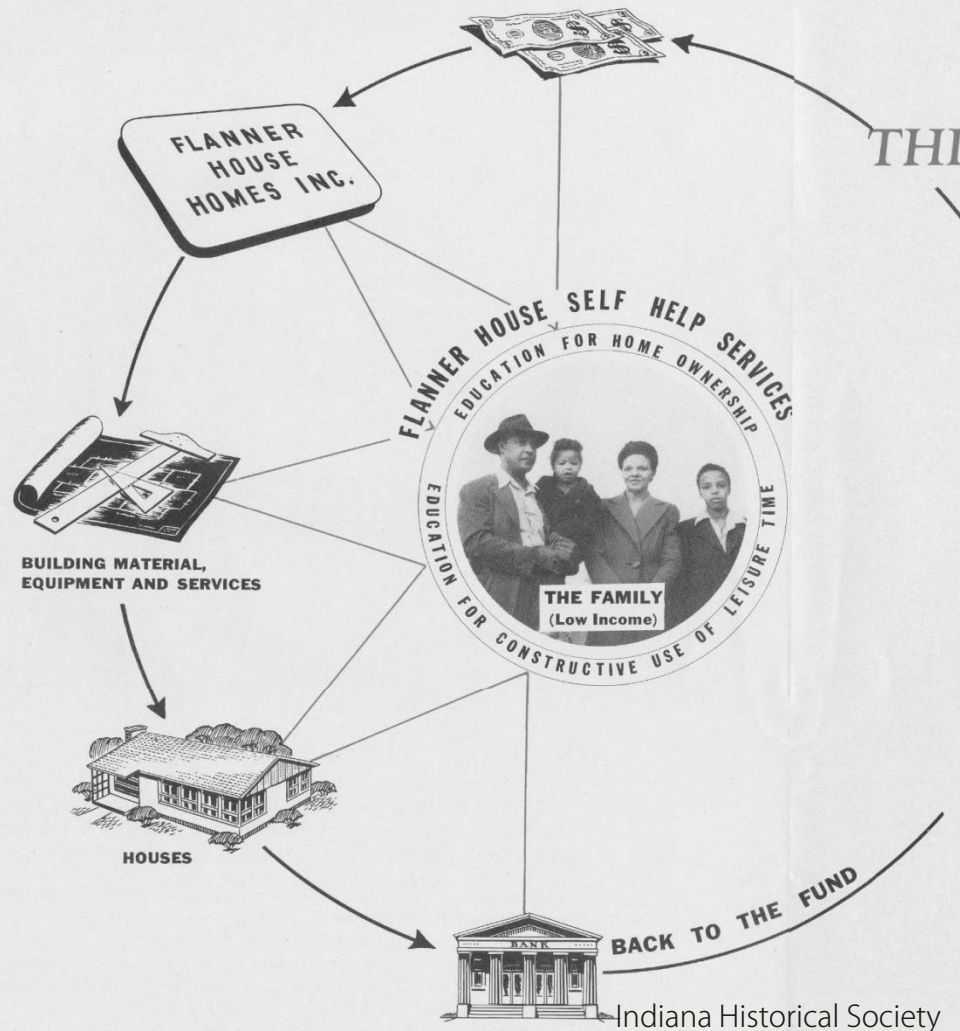 FLANNER
HOUSE
HOMES INC.
FLANNER HOUSE SELF HELP SERVICES
EDUCATION FOR HOME OWNERSHIP
EDUCATION FOR CONSTRUCTIVE USE OF LEISURE TIME
THE FAMILY
(Low Income)
BUILDING MATERIAL,
EQUIPMENT AND SERVICES
HOUSES
BANK
BACK TO THE FUND
Indiana Historical Society